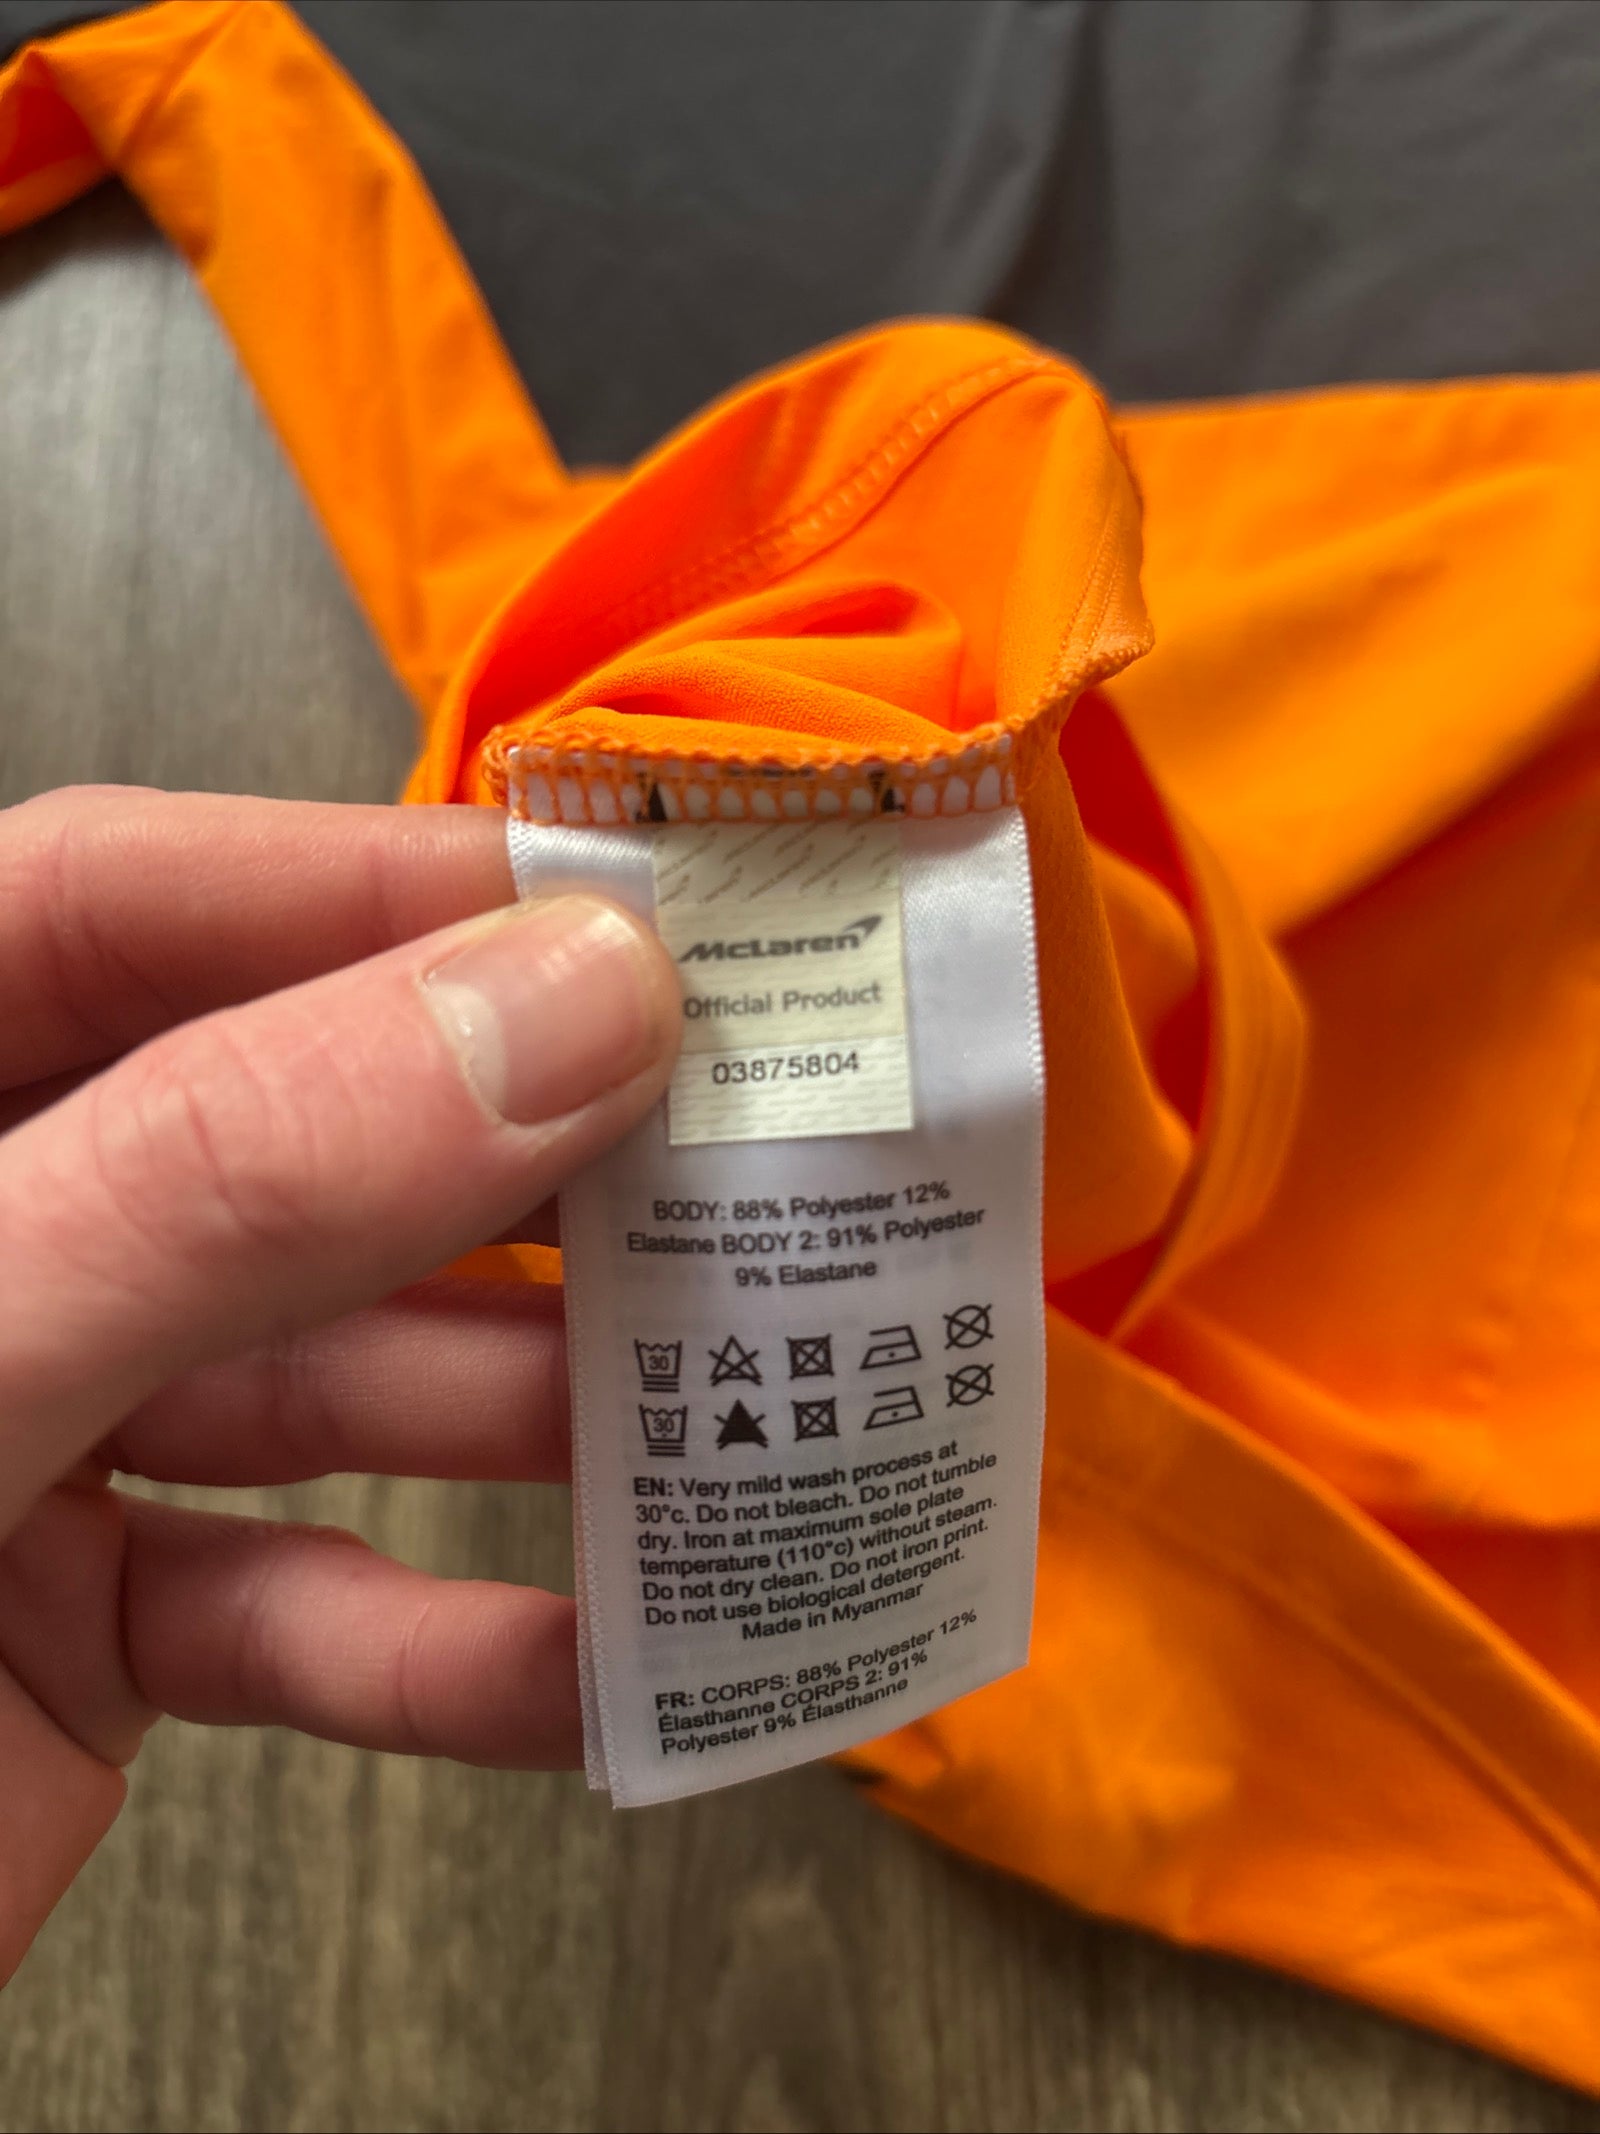 McLaren
Official Product
03875804
BODY: 88% Polyester 12%
Elastane BODY 2: 91% Polyester
9% Elastane
30
30
EN: Very mild wash process at
30°c. Do not bleach. Do not tumble
dry. Iron at maximum sole plate
temperature (110°c) without steam.
Do not dry clean. Do not iron print.
Do not use biological detergent.
Made in Myanmar
FR: CORPS: 88% Polyester 12%
Élasthanne CORPS 2: 91%
Polyester 9% Élasthanne